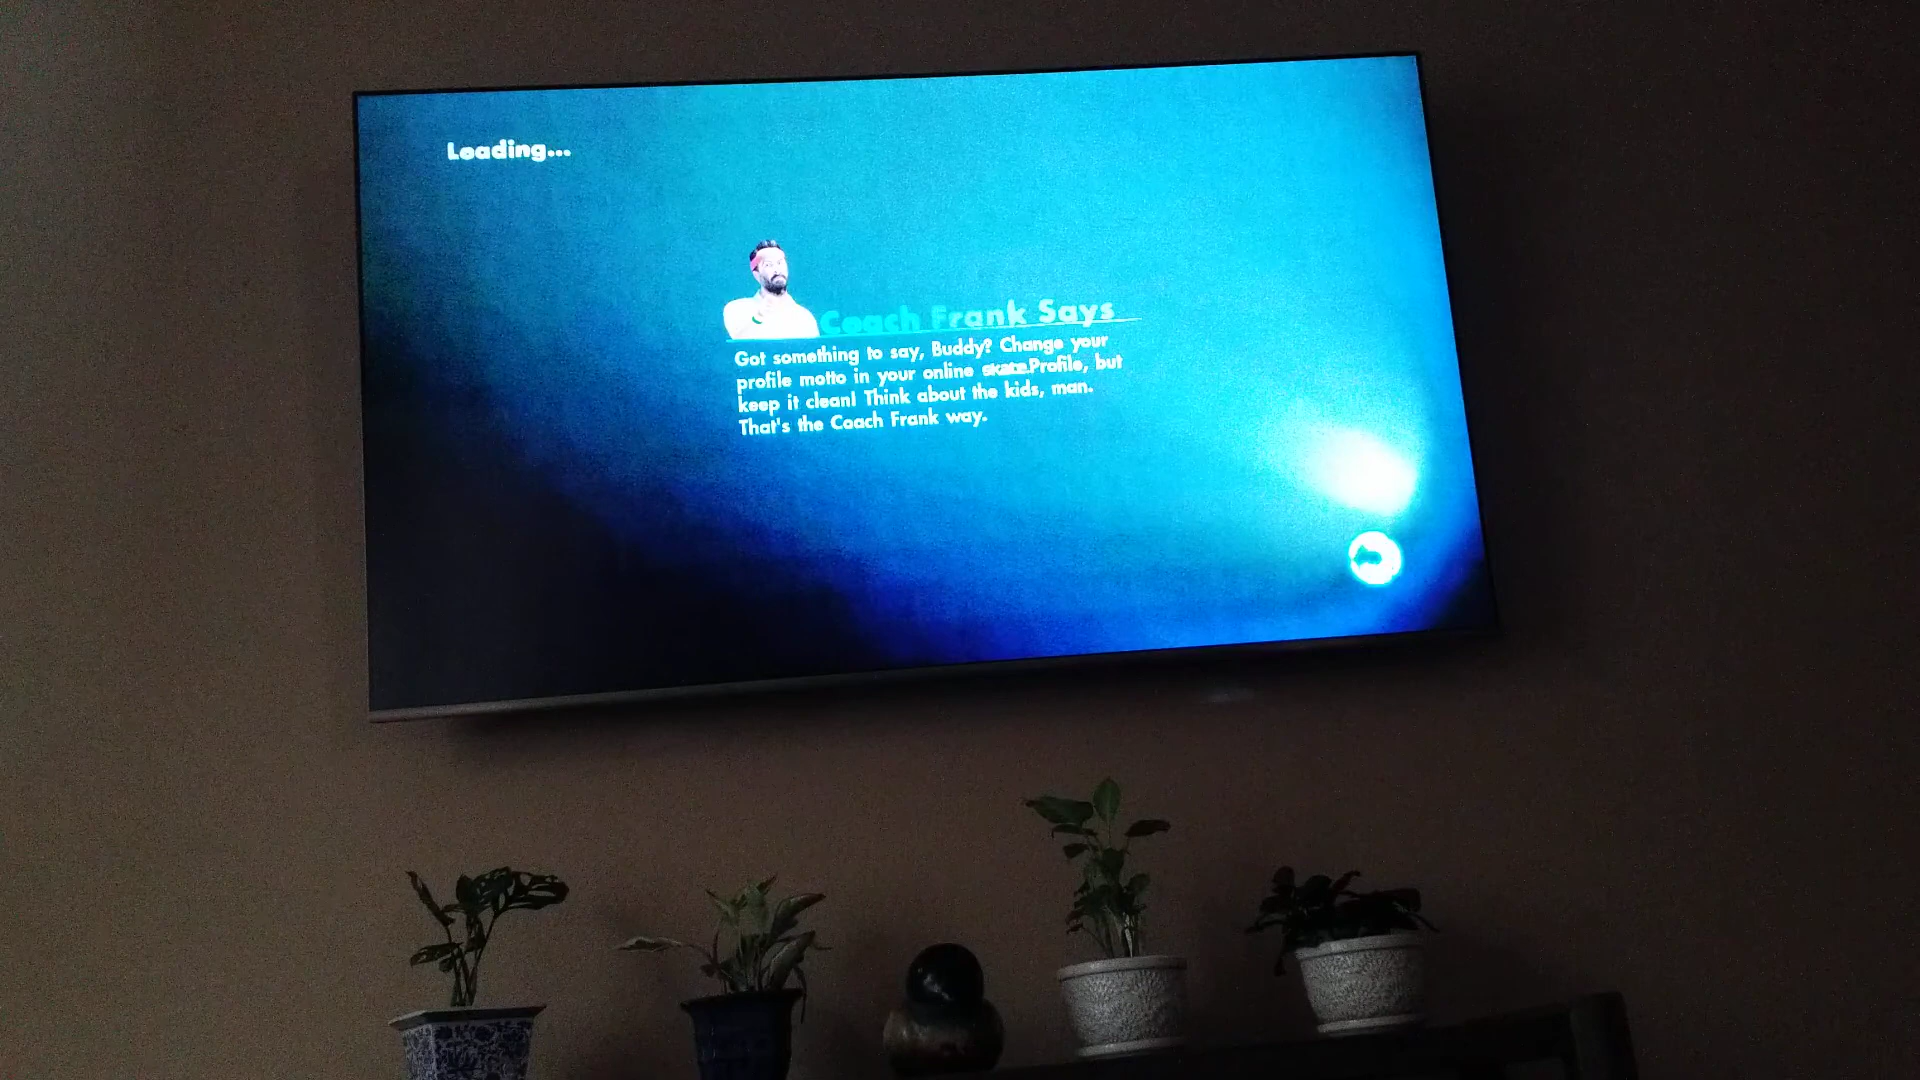 Loading...
Coach Frank Says
Got something to say, Buddy? Change your
profile motto in your online skate.Profile, but
keep it clean! Think about the kids, man.
That's the Coach Frank way.